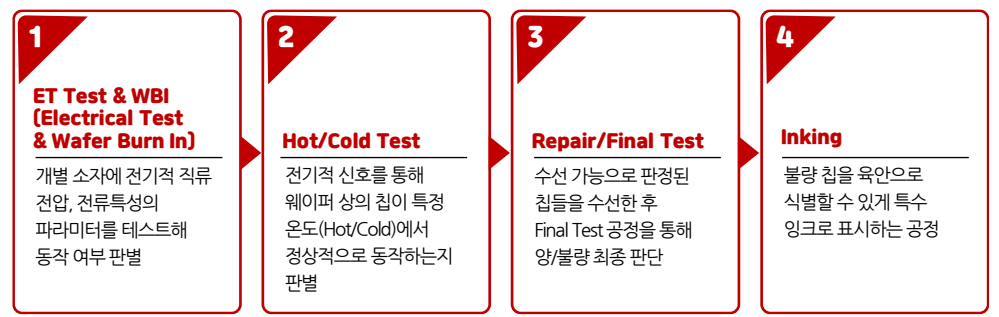 1
ET Test & WBI
(Electrical Test
& Wafer Burn In)
개별 소자에 전기적 직류
전압, 전류특성의
파라미터를 테스트해
동작 여부 판별
2
Hot/Cold Test
전기적 신호를 통해
웨이퍼 상의 칩이 특정
온도(Hot/Cold)에서
정상적으로 동작하는지
판별
3
Repair/Final Test
수선 가능으로 판정된
칩들을 수선한 후
Final Test 공정을 통해
양/불량 최종 판단
4
Inking
불량 칩을 육안으로
식별할 수 있게 특수
잉크로 표시하는 공정